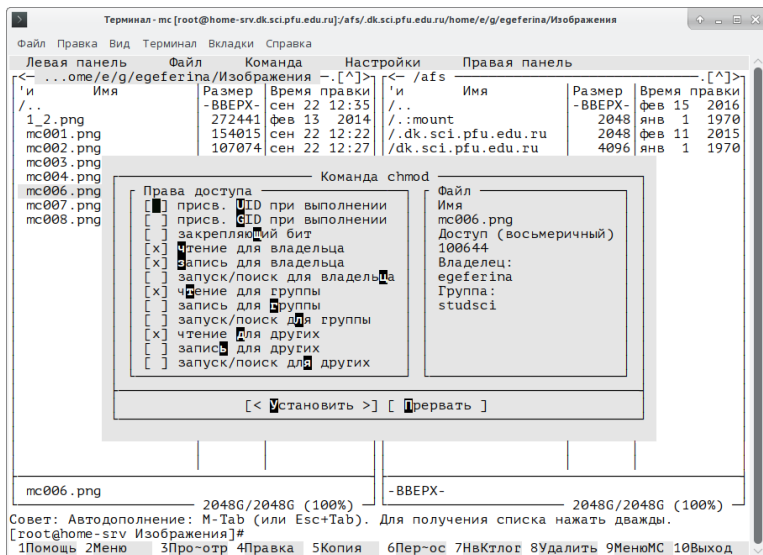 Терминал - mc [root@home-srv.dk.sci.pfu.edu.ru]:/afs/.dk.sci.pfu.edu.ru/home/e/g/egeferina/Изображения
Файл Правка Вид Терминал Вкладки Справка
Левая панель Файл Команда Настройки Правая панель
<— ...ome/e/g/egeferina/Изображения —.[^]> <— /afs —.[^]>
'и Имя Размер Время правки 'и Имя Размер Время правки
/.. -ВВЕРХ- сен 22 12:35 /.. -ВВЕРХ- фев 15 2016
1_2.png 272441 фев 13 2014 /.:mount 2048 янв 1 1970
mc001.png 154015 сен 22 12:22 /.dk.sci.pfu.edu.ru 2048 фев 11 2015
mc002.png 107074 сен 22 12:27 /dk.sci.pfu.edu.ru 4096 янв 1 1970
mc003.png
mc004.png
mc006.png
mc007.png
mc008.png
Команда chmod
Права доступа
[ ] присв. UID при выполнении
[ ] присв. GID при выполнении
[ ] закрепляющий бит
[x] чтение для владельца
[x] запись для владельца
[ ] запуск/поиск для владельца
[x] чтение для группы
[ ] запись для группы
[ ] запуск/поиск для группы
[x] чтение для других
[ ] запись для других
[ ] запуск/поиск для других
Файл
Имя
mc006.png
Доступ (восьмеричный)
100644
Владелец:
egeferina
Группа:
studsci
[< Установить >] [ Прервать ]
mc006.png -ВВЕРХ-
2048G/2048G (100%) 2048G/2048G (100%)
Совет: Автодополнение: M-Tab (или Esc+Tab). Для получения списка нажать дважды.
[root@home-srv Изображения]#
1Помощь 2Меню 3Про~отр 4Правка 5Копия 6Пер~ос 7НвКтлог 8Удалить 9МенюМС 10Выход